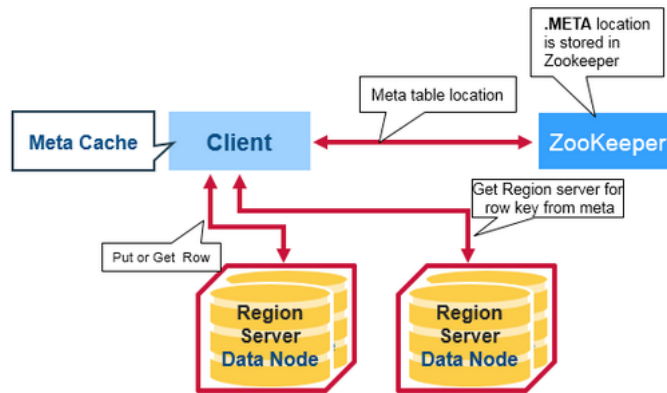 .META location
is stored in
Zookeeper
Meta table location
Meta Cache
Client
ZooKeeper
Get Region server for
row key from meta
Put or Get Row
Region
Server
Data Node
Region
Server
Data Node